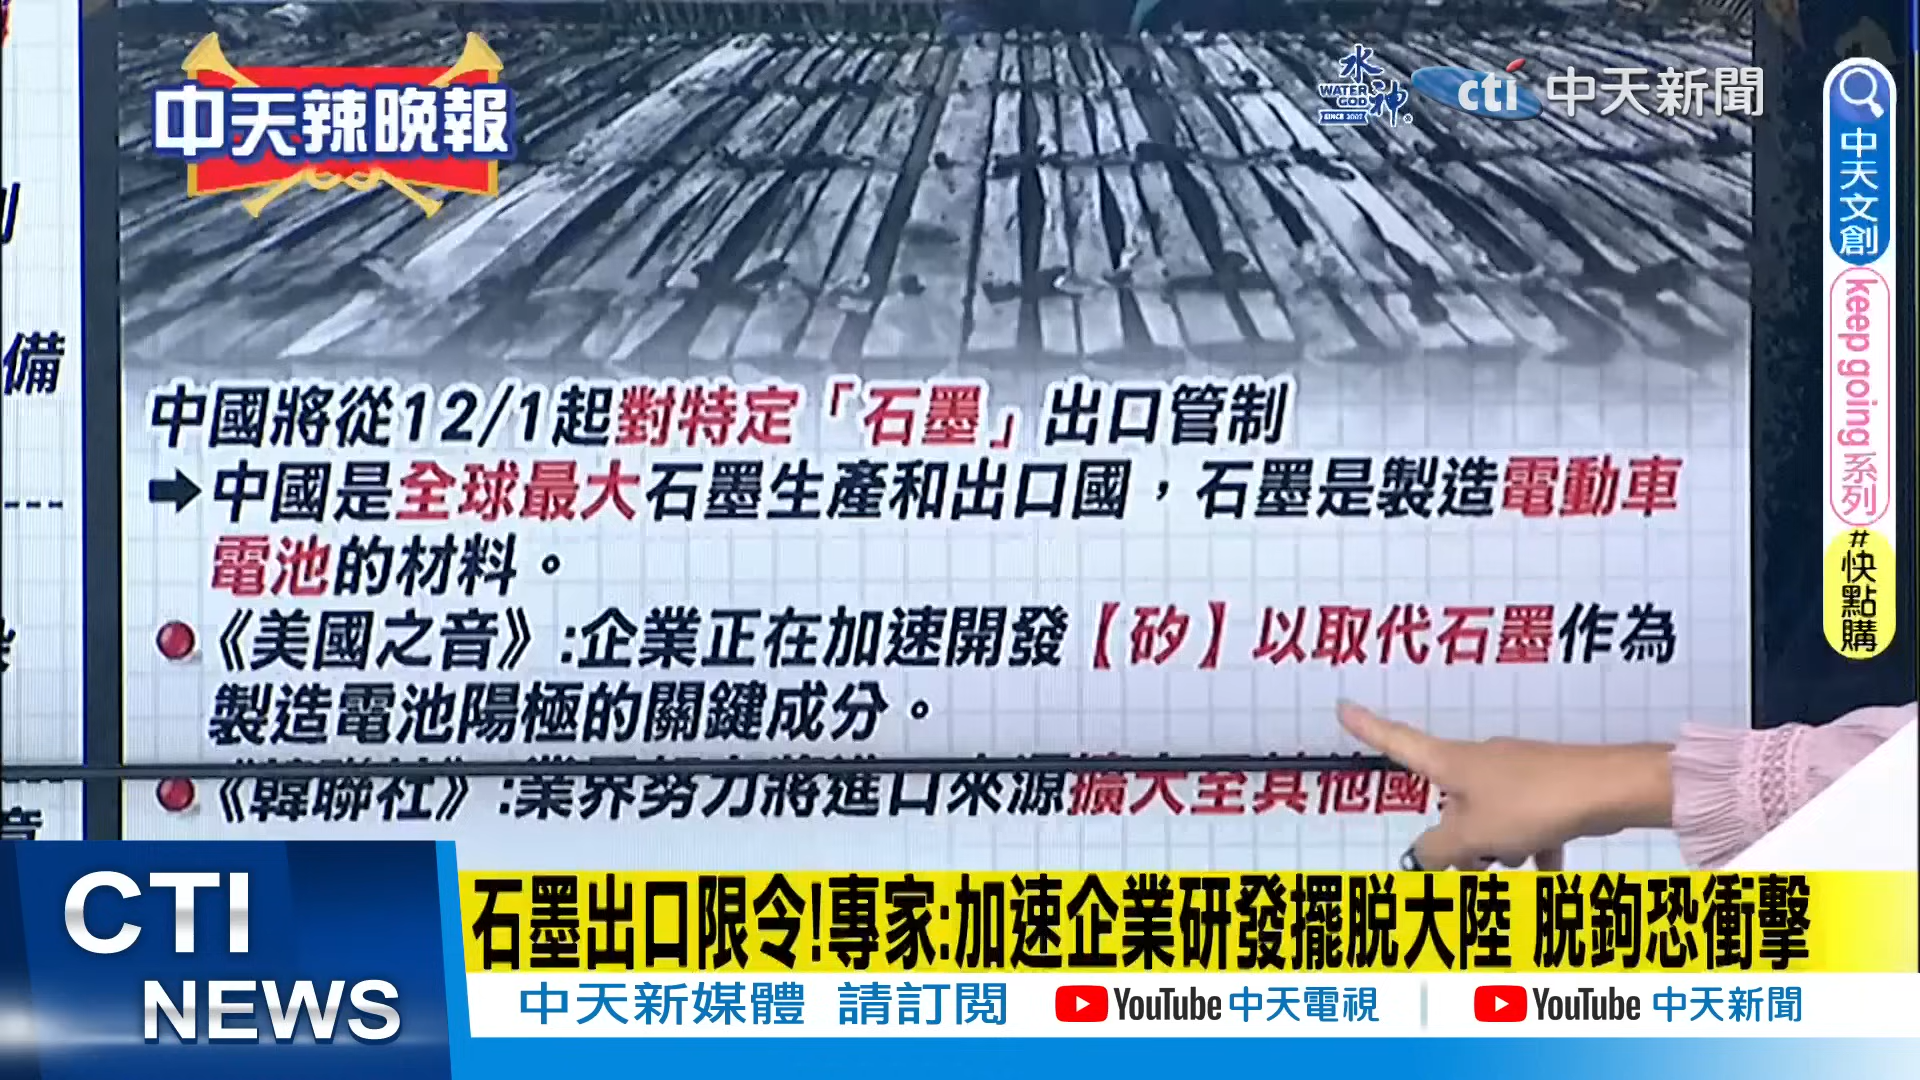 中天辣晚報
水神
WATER GOD
SINCE 2007
cti 中天新聞
中天文創
keep going系列
#快點購
備
中國將從12/1起對特定「石墨」出口管制
➡中國是全球最大石墨生產和出口國，石墨是製造電動車
電池的材料。
《美國之音》:企業正在加速開發【矽】以取代石墨作為
製造電池陽極的關鍵成分。
《韓聯社》:業界努力將進口來源擴大至其他國
CTI NEWS
石墨出口限令!專家:加速企業研發擺脫大陸 脫鉤恐衝擊
中天新媒體 請訂閱 YouTube 中天電視 | YouTube 中天新聞